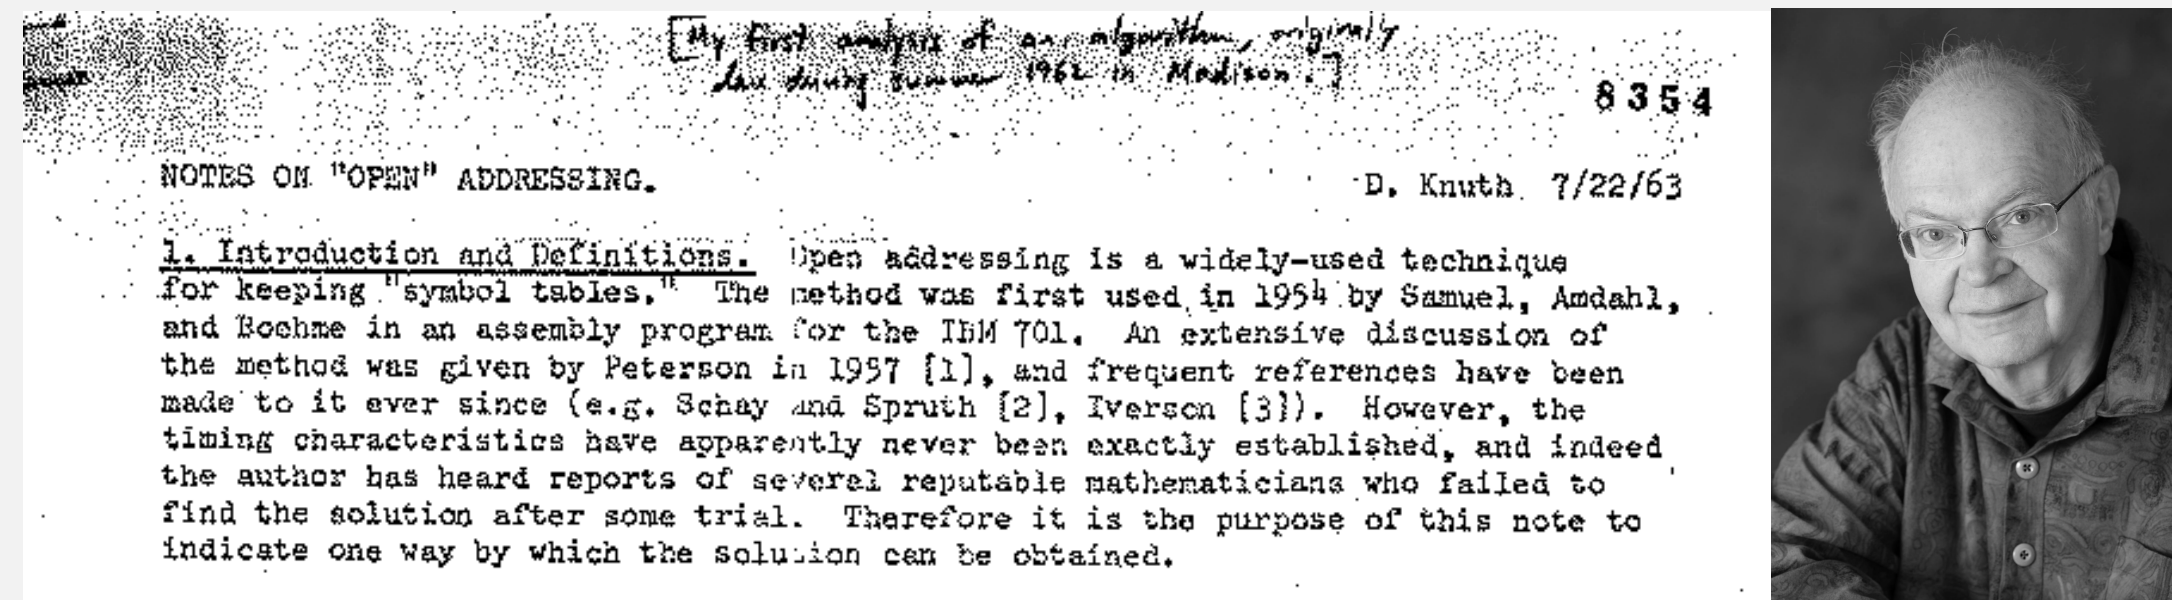 [My first analysis of an algorithm, originally
during summer 1962 in Madison.]
8354
NOTES ON "OPEN" ADDRESSING.
D. Knuth 7/22/63
1. Introduction and Definitions. Open addressing is a widely-used technique
for keeping "symbol tables." The method was first used in 1954 by Samuel, Amdahl,
and Boehme in an assembly program for the IBM 701. An extensive discussion of
the method was given by Peterson in 1957 [1], and frequent references have been
made to it ever since (e.g. Schay and Spruth [2], Iverson [3]). However, the
timing characteristics have apparently never been exactly established, and indeed
the author has heard reports of several reputable mathematicians who failed to
find the solution after some trial. Therefore it is the purpose of this note to
indicate one way by which the solution can be obtained.